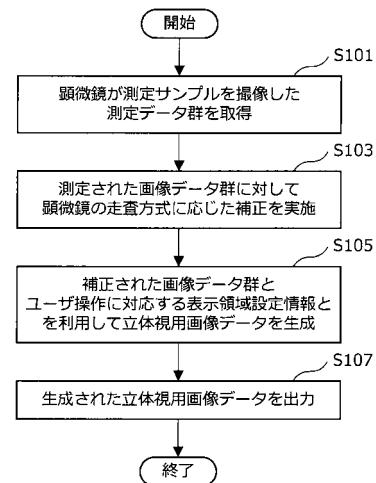 開始
S101
顕微鏡が測定サンプルを撮像した
測定データ群を取得
S103
測定された画像データ群に対して
顕微鏡の走査方式に応じた補正を実施
S105
補正された画像データ群と
ユーザ操作に対応する表示領域設定情報と
を利用して立体視用画像データを生成
S107
生成された立体視用画像データを出力
終了